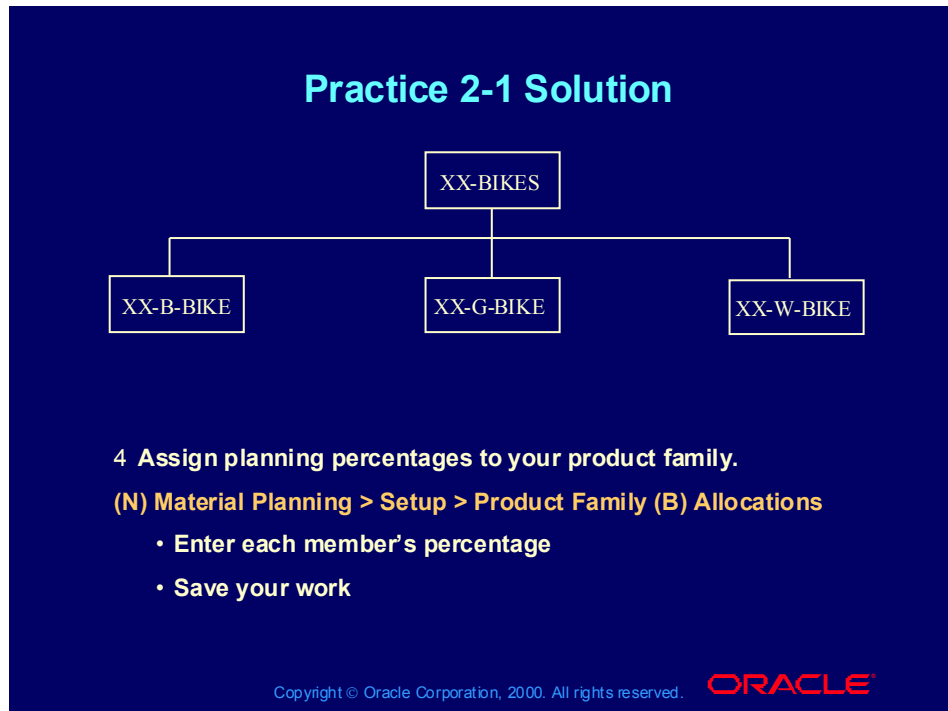 Practice 2-1 Solution
XX-BIKES
XX-B-BIKE
XX-G-BIKE
XX-W-BIKE
4 Assign planning percentages to your product family.
(N) Material Planning > Setup > Product Family (B) Allocations
• Enter each member's percentage
• Save your work
Copyright © Oracle Corporation, 2000. All rights reserved.
ORACLE®